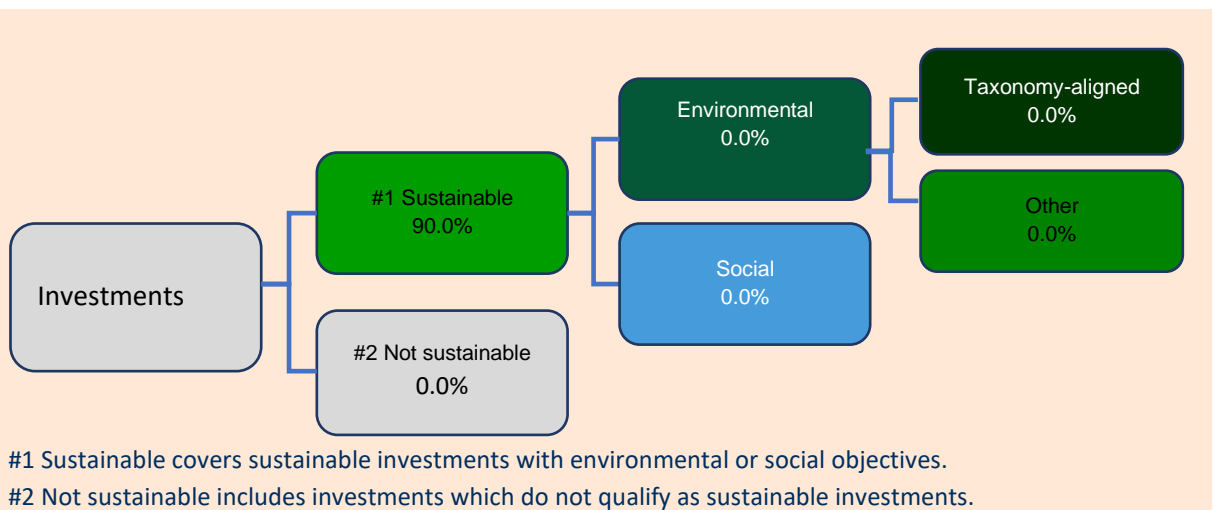 Investments
#1 Sustainable
90.0%
#2 Not sustainable
0.0%
Environmental
0.0%
Social
0.0%
Taxonomy-aligned
0.0%
Other
0.0%
#1 Sustainable covers sustainable investments with environmental or social objectives.
#2 Not sustainable includes investments which do not qualify as sustainable investments.